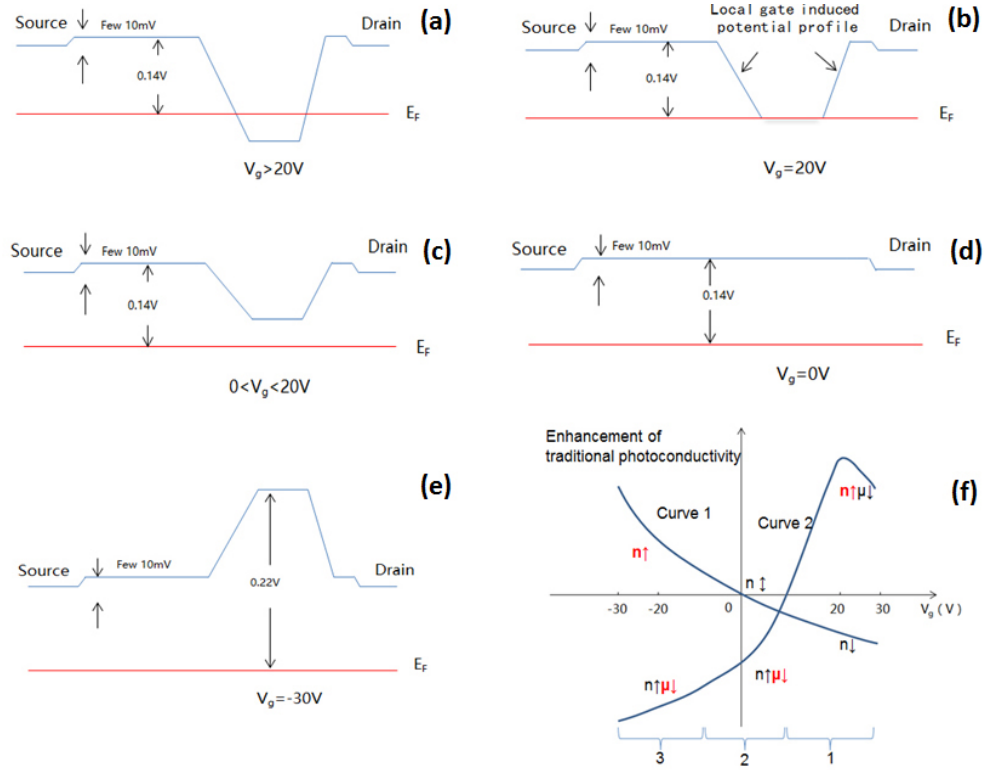 Source
Few 10mV
(a)
Drain
0.14V
E_F
V_g>20V
Source
Few 10mV
Local gate induced
potential profile
(b)
Drain
0.14V
E_F
V_g=20V
Source
Few 10mV
Drain
(c)
0.14V
E_F
0<V_g<20V
Source
Few 10mV
Drain
(d)
0.14V
E_F
V_g=0V
(e)
Source
Few 10mV
0.22V
Drain
E_F
V_g=-30V
Enhancement of
traditional photoconductivity
(f)
n↑μ↓
Curve 1
Curve 2
n↑
n↕
-30
-20
0
20
30
V_g(V)
n↓
n↑μ↓
n↑μ↓
3
2
1